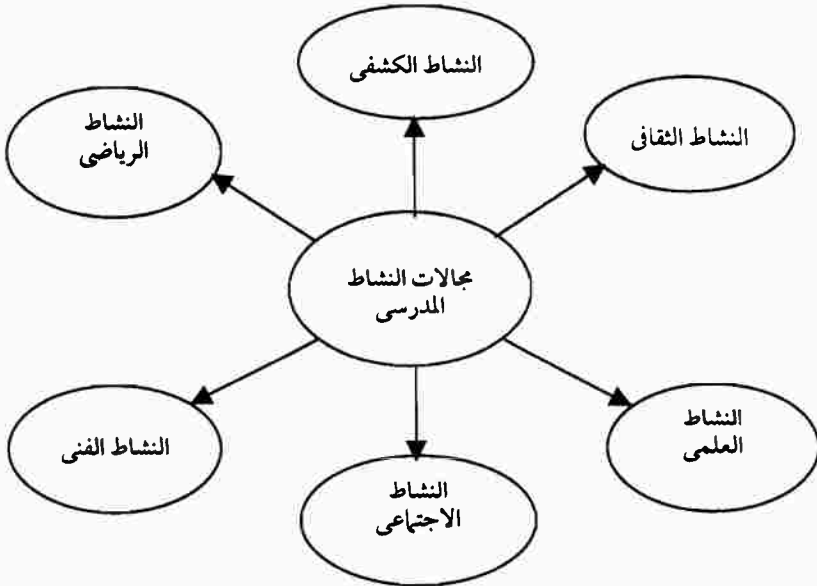 النشاط الكشفى
النشاط الثقافى
النشاط
الرياضى
مجالات النشاط
المدرسى
النشاط
العلمى
النشاط الفنى
النشاط
الاجتماعى